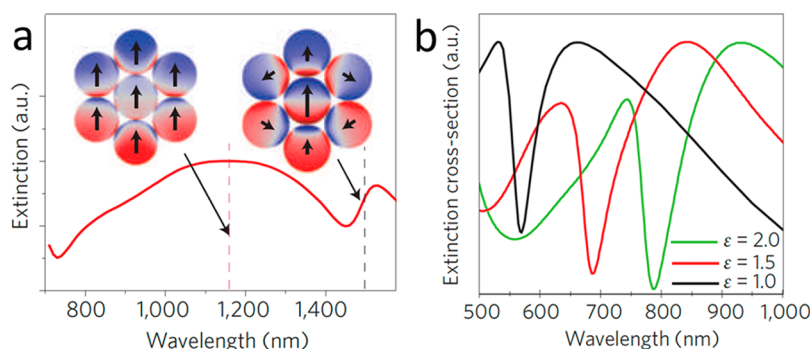 a
Extinction (a.u.)
800 1,000 1,160 1,400
Wavelength (nm)
b
Extinction cross-section (a.u.)
ε = 2.0
ε = 1.5
ε = 1.0
500 600 700 800 900 1,000
Wavelength (nm)